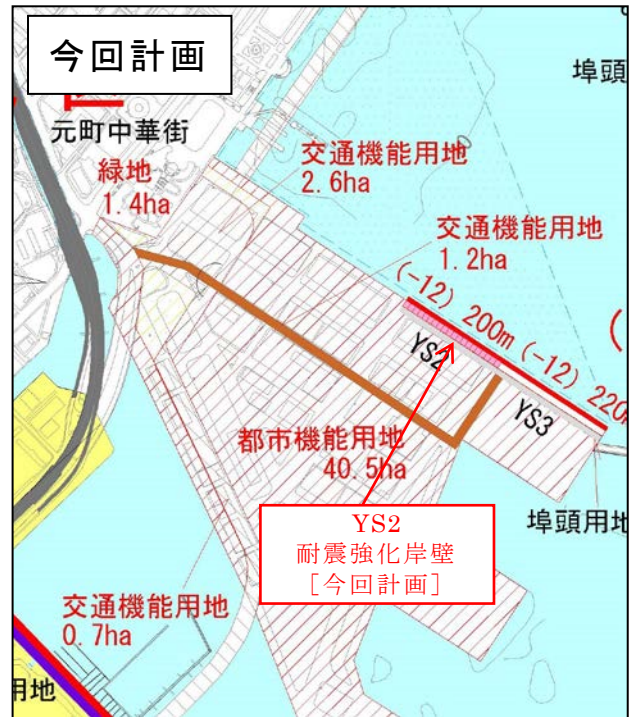 今回計画
埠頭
元町中華街
緑地
1.4ha
交通機能用地
2.6ha
交通機能用地
1.2ha
(-12) 200m (-12) 220
YS2
YS3
都市機能用地
40.5ha
YS2
耐震強化岸壁
［今回計画］
埠頭用地
交通機能用地
0.7ha
用地